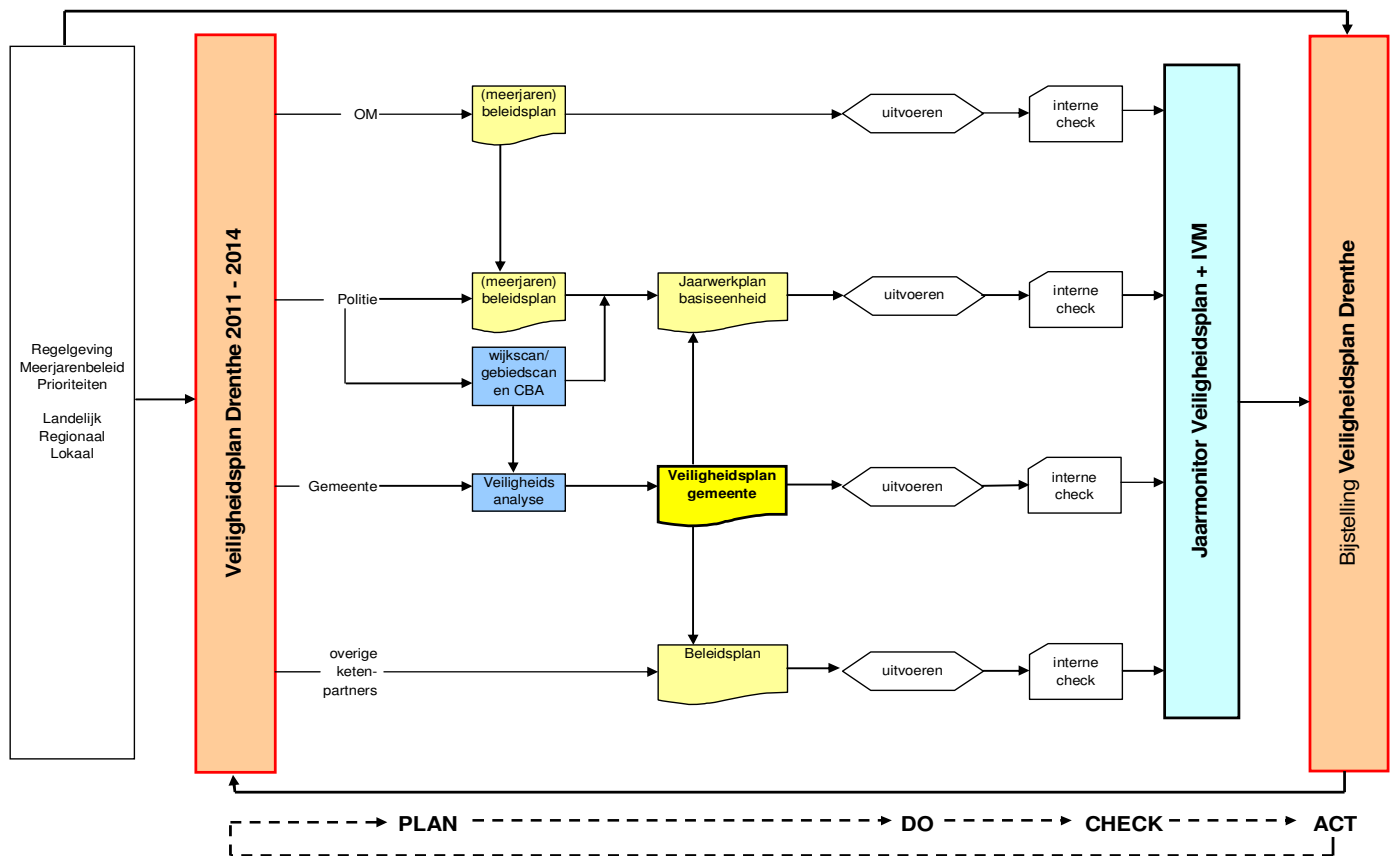 Regelgeving
Meerjarenbeleid
Prioriteiten
Landelijk
Regionaal
Lokaal
Veiligheidsplan Drenthe 2011 - 2014
OM
(meerjaren)
beleidsplan
uitvoeren
interne
check
Politie
(meerjaren)
beleidsplan
Jaarwerkplan
basiseenheid
uitvoeren
interne
check
wijkscan/
gebiedscan
en CBA
Gemeente
Veiligheids
analyse
Veiligheidsplan
gemeente
uitvoeren
interne
check
overige
keten-
partners
Beleidsplan
uitvoeren
interne
check
Jaarmonitor Veiligheidsplan + IVM
Bijstelling Veiligheidsplan Drenthe
PLAN
DO
CHECK
ACT